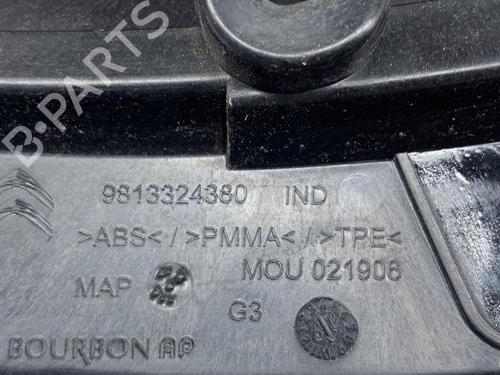 B-PARTS
9813324380 IND
>ABS< / >PMMA< / >TPE<
MOU 021906
MAP
G3
BOURBON AP